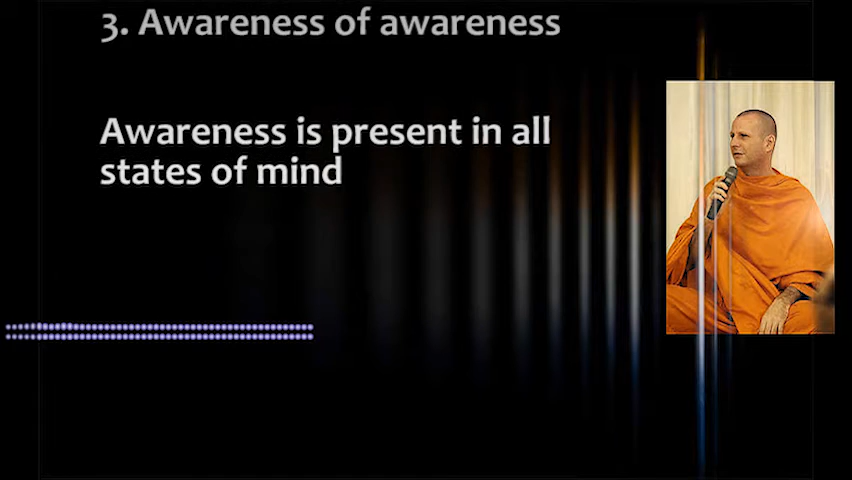 3. Awareness of awareness
Awareness is present in all
states of mind